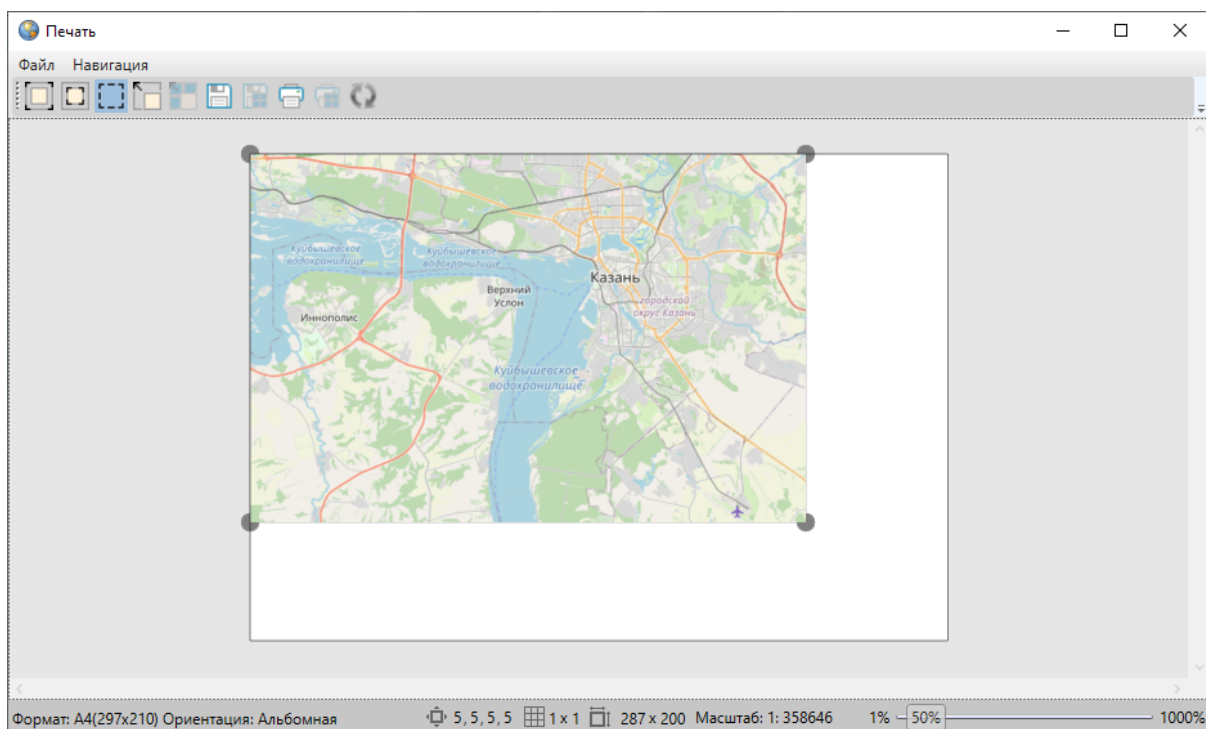 Печать
Файл Навигация
Куйбышевское
водохранилище
Куйбышевское
водохранилище
Казань
Верхний
Услон
городской
округ Казань
Иннополис
Куйбышевское
водохранилище
Формат: A4(297x210) Ориентация: Альбомная 5, 5, 5, 5 1 x 1 287 x 200 Масштаб: 1: 358646 1% 50% 1000%